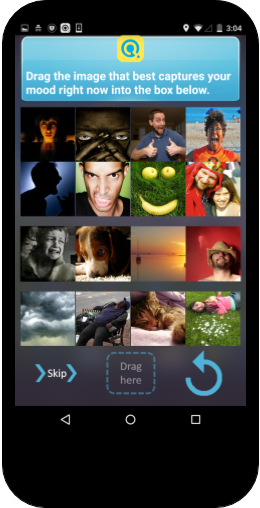 3:04
Drag the image that best captures your
mood right now into the box below.
Skip
Drag
here